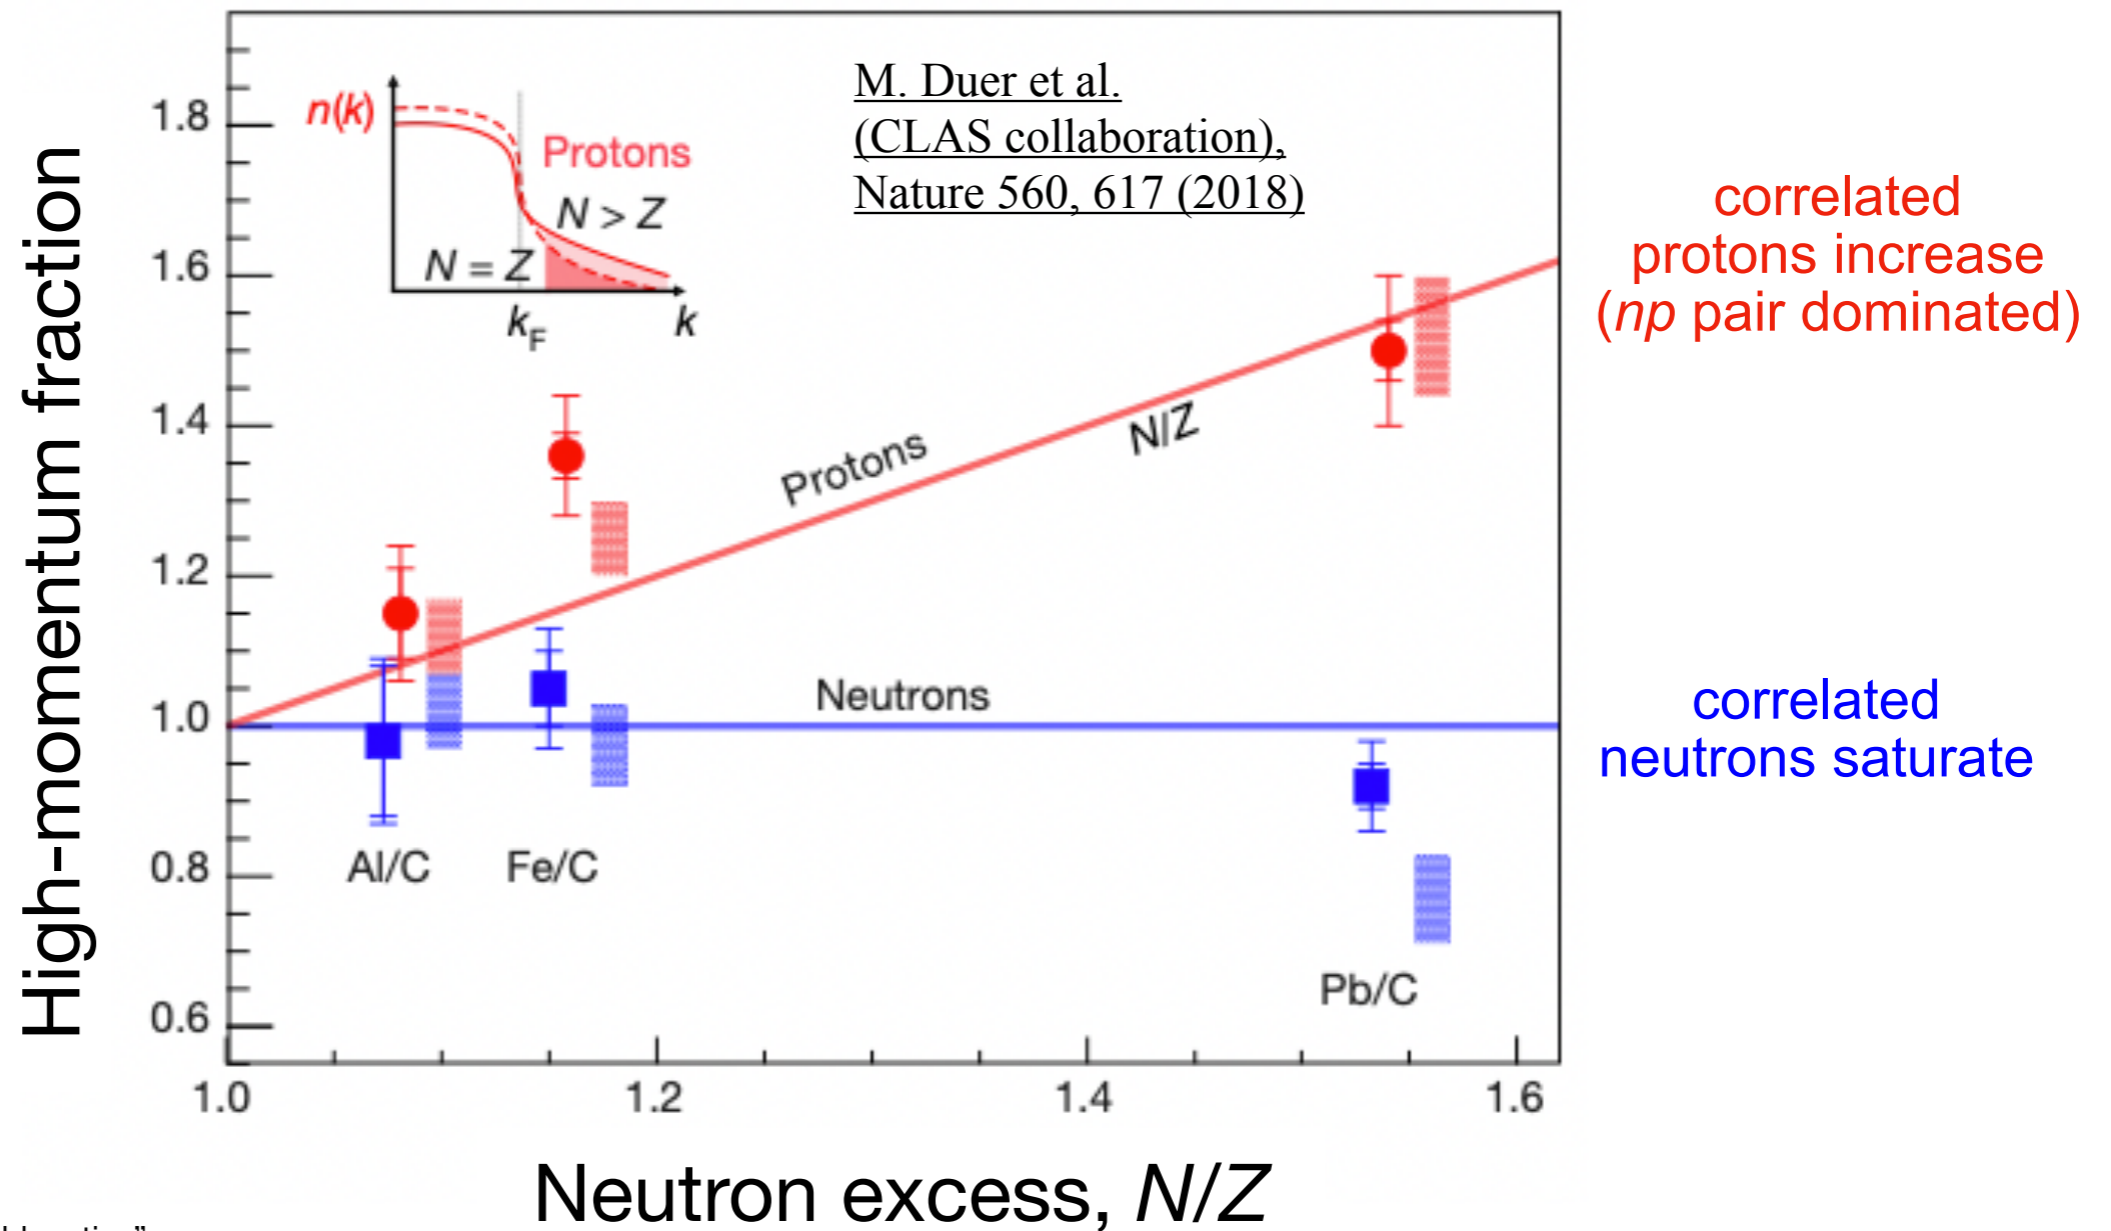 High-momentum fraction
1.8
1.6
1.4
1.2
1.0
0.8
0.6
n(k)
Protons
N > Z
N = Z
kF
k
M. Duer et al.
(CLAS collaboration),
Nature 560, 617 (2018)
Protons
N/Z
Neutrons
Al/C
Fe/C
Pb/C
1.0
1.2
1.4
1.6
Neutron excess, N/Z
correlated
protons increase
(np pair dominated)
correlated
neutrons saturate